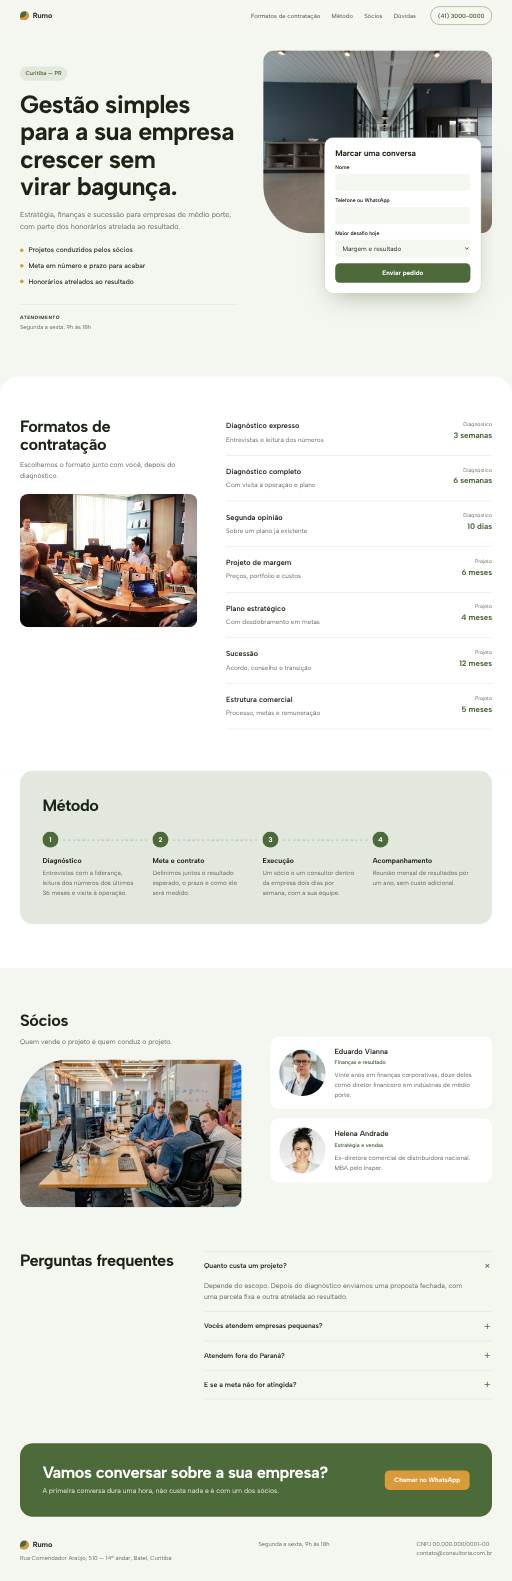 Rumo
Formatos de contratação
Método
Sócios
Dúvidas
(41) 3000-0000
Curitiba — PR
Gestão simples
para a sua empresa
crescer sem
virar bagunça.
Estratégia, finanças e sucessão para empresas de médio porte,
com parte dos honorários atrelada ao resultado.
Projetos conduzidos pelos sócios
Meta em número e prazo para acabar
Honorários atrelados ao resultado
ATENDIMENTO
Segunda a sexta, 9h às 18h
Marcar uma conversa
Nome
Telefone ou WhatsApp
Maior desafio hoje
Margem e resultado
Enviar pedido
Formatos de
contratação
Escolhemos o formato junto com você, depois do
diagnóstico.
Diagnóstico expresso
Entrevistas e leitura dos números
Diagnóstico
3 semanas
Diagnóstico completo
Com visita à operação e plano
Diagnóstico
6 semanas
Segunda opinião
Sobre um plano já existente
Diagnóstico
10 dias
Projeto de margem
Preços, portfólio e custos
Projeto
6 meses
Plano estratégico
Com desdobramento em metas
Projeto
4 meses
Sucessão
Acordo, conselho e transição
Projeto
12 meses
Estrutura comercial
Processo, metas e remuneração
Projeto
5 meses
Método
1
2
3
4
Diagnóstico
Entrevistas com a liderança,
leitura dos números dos últimos
36 meses e visita à operação.
Meta e contrato
Definimos juntos o resultado
esperado, o prazo e como ele
será medido.
Execução
Um sócio e um consultor dentro
da empresa dois dias por
semana, com a sua equipe.
Acompanhamento
Reunião mensal de resultados por
um ano, sem custo adicional.
Sócios
Quem vende o projeto é quem conduz o projeto.
Eduardo Vianna
Finanças e resultado
Vinte anos em finanças corporativas, doze deles
como diretor financeiro em indústrias de médio
porte.
Helena Andrade
Estratégia e vendas
Ex-diretora comercial de distribuidora nacional.
MBA pelo Insper.
Perguntas frequentes
Quanto custa um projeto?
Depende do escopo. Depois do diagnóstico enviamos uma proposta fechada, com
uma parcela fixa e outra atrelada ao resultado.
Vocês atendem empresas pequenas?
Atendem fora do Paraná?
E se a meta não for atingida?
Vamos conversar sobre a sua empresa?
A primeira conversa dura uma hora, não custa nada e é com um dos sócios.
Chamar no WhatsApp
Rumo
Rua Comendador Araújo, 510 — 14º andar, Batel, Curitiba
Segunda a sexta, 9h às 18h
CNPJ 00.000.000/0001-00
contato@consultoria.com.br